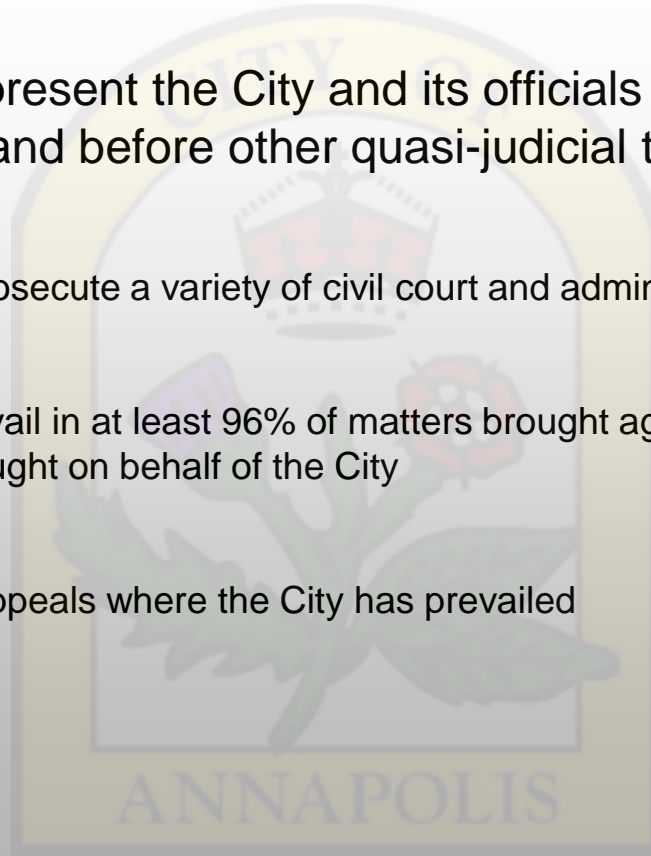 CITY OF
present the City and its officials
and before other quasi-judicial t
osecute a variety of civil court and admin
vail in at least 96% of matters brought ag
ught on behalf of the City
ppeals where the City has prevailed
ANNAPOLIS